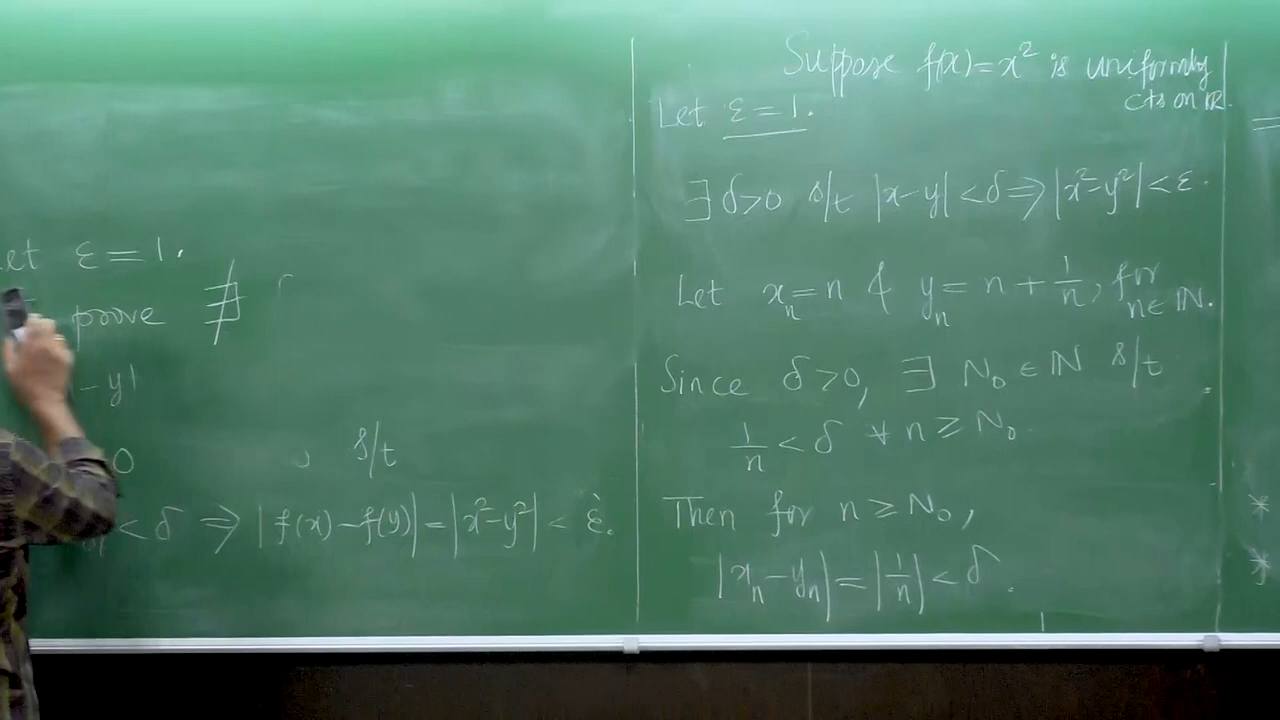 Let ε = 1.
prove ∄
- y|
0 s/t
< δ ⇒ |f(x) - f(y)| = |x² - y²| < ε.
Suppose f(x) = x² is uniformly
cts on ℝ.
Let ε = 1.
∃ δ > 0 s/t |x - y| < δ ⇒ |x² - y²| < ε.
Let xₙ = n & yₙ = n + 1/n, for
n ∈ ℕ.
Since δ > 0, ∃ N₀ ∈ ℕ s/t
1/n < δ ∀ n ≥ N₀.
Then for n ≥ N₀,
|xₙ - yₙ| = |1/n| < δ.